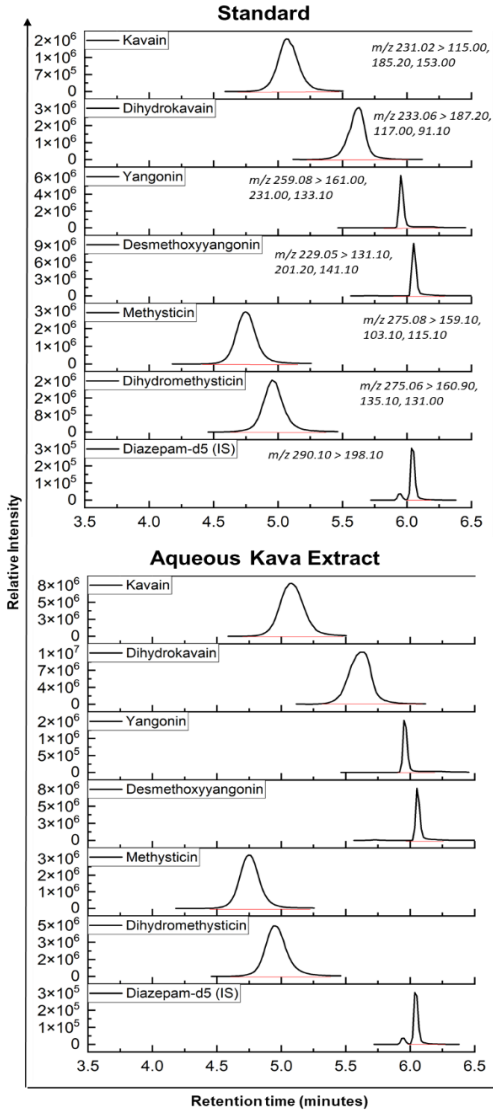 Standard
Kavain
2×10⁶
1×10⁶
7×10⁵
0
m/z 231.02 > 115.00,
185.20, 153.00
Dihydrokavain
3×10⁶
2×10⁶
1×10⁶
0
m/z 233.06 > 187.20,
117.00, 91.10
Yangonin
6×10⁶
4×10⁶
2×10⁶
0
m/z 259.08 > 161.00,
231.00, 133.10
Desmethoxyyangonin
9×10⁶
6×10⁶
3×10⁶
0
m/z 229.05 > 131.10,
201.20, 141.10
Methysticin
3×10⁶
2×10⁶
1×10⁶
0
m/z 275.08 > 159.10,
103.10, 115.10
Dihydromethysticin
2×10⁶
2×10⁶
8×10⁵
0
m/z 275.06 > 160.90,
135.10, 131.00
Diazepam-d5 (IS)
3×10⁵
2×10⁵
1×10⁵
0
m/z 290.10 > 198.10
3.5 4.0 4.5 5.0 5.5 6.0 6.5
Relative Intensity
Aqueous Kava Extract
Kavain
8×10⁶
5×10⁶
3×10⁶
0
Dihydrokavain
1×10⁷
7×10⁶
4×10⁶
0
Yangonin
2×10⁶
1×10⁶
5×10⁵
0
Desmethoxyyangonin
8×10⁶
6×10⁶
3×10⁶
0
Methysticin
3×10⁶
2×10⁶
1×10⁶
0
Dihydromethysticin
5×10⁶
3×10⁶
2×10⁶
0
Diazepam-d5 (IS)
3×10⁵
2×10⁵
1×10⁵
0
3.5 4.0 4.5 5.0 5.5 6.0 6.5
Retention time (minutes)